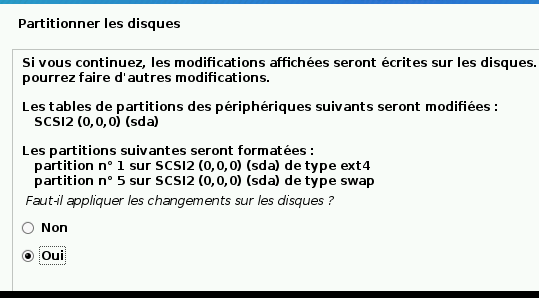 Partitionner les disques
Si vous continuez, les modifications affichées seront écrites sur les disques.
pourrez faire d'autres modifications.
Les tables de partitions des périphériques suivants seront modifiées :
SCSI2 (0,0,0) (sda)
Les partitions suivantes seront formatées :
partition n° 1 sur SCSI2 (0,0,0) (sda) de type ext4
partition n° 5 sur SCSI2 (0,0,0) (sda) de type swap
Faut-il appliquer les changements sur les disques ?
Non
Oui